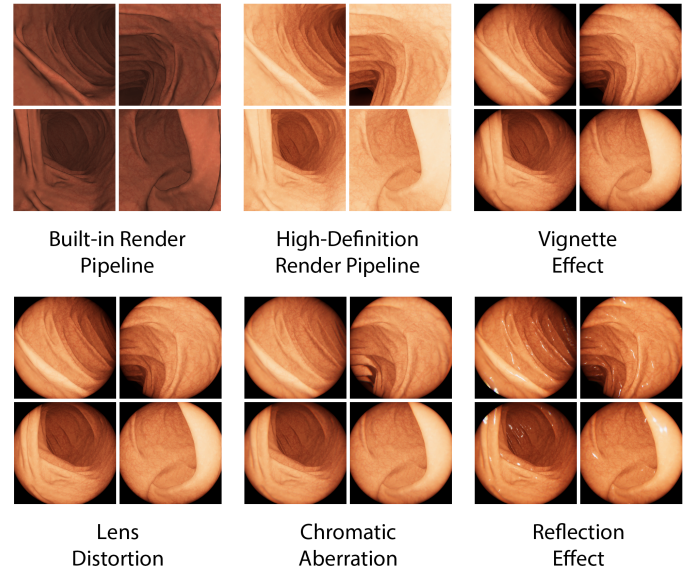 Built-in Render
Pipeline
High-Definition
Render Pipeline
Vignette
Effect
Lens
Distortion
Chromatic
Aberration
Reflection
Effect